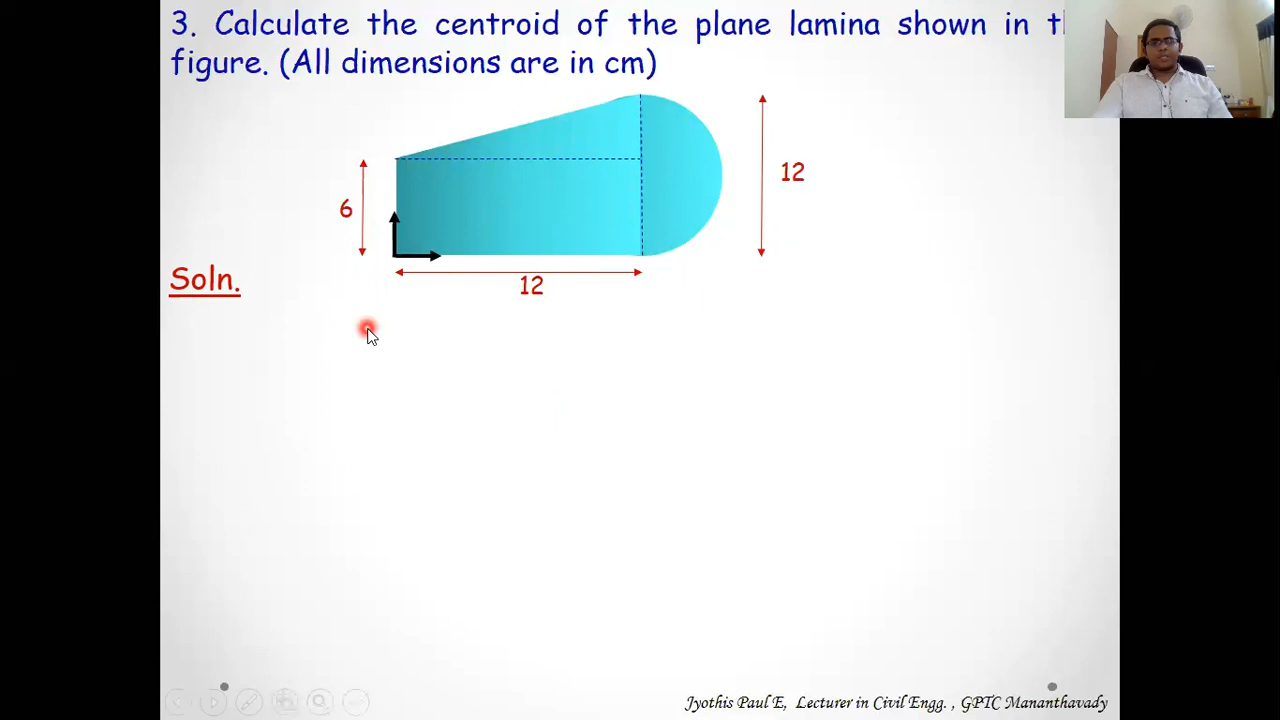 3. Calculate the centroid of the plane lamina shown in
figure. (All dimensions are in cm)
12
6
Soln.
12
Jyothis Paul E, Lecturer in Civil Engg. , GPTC Mananthavady